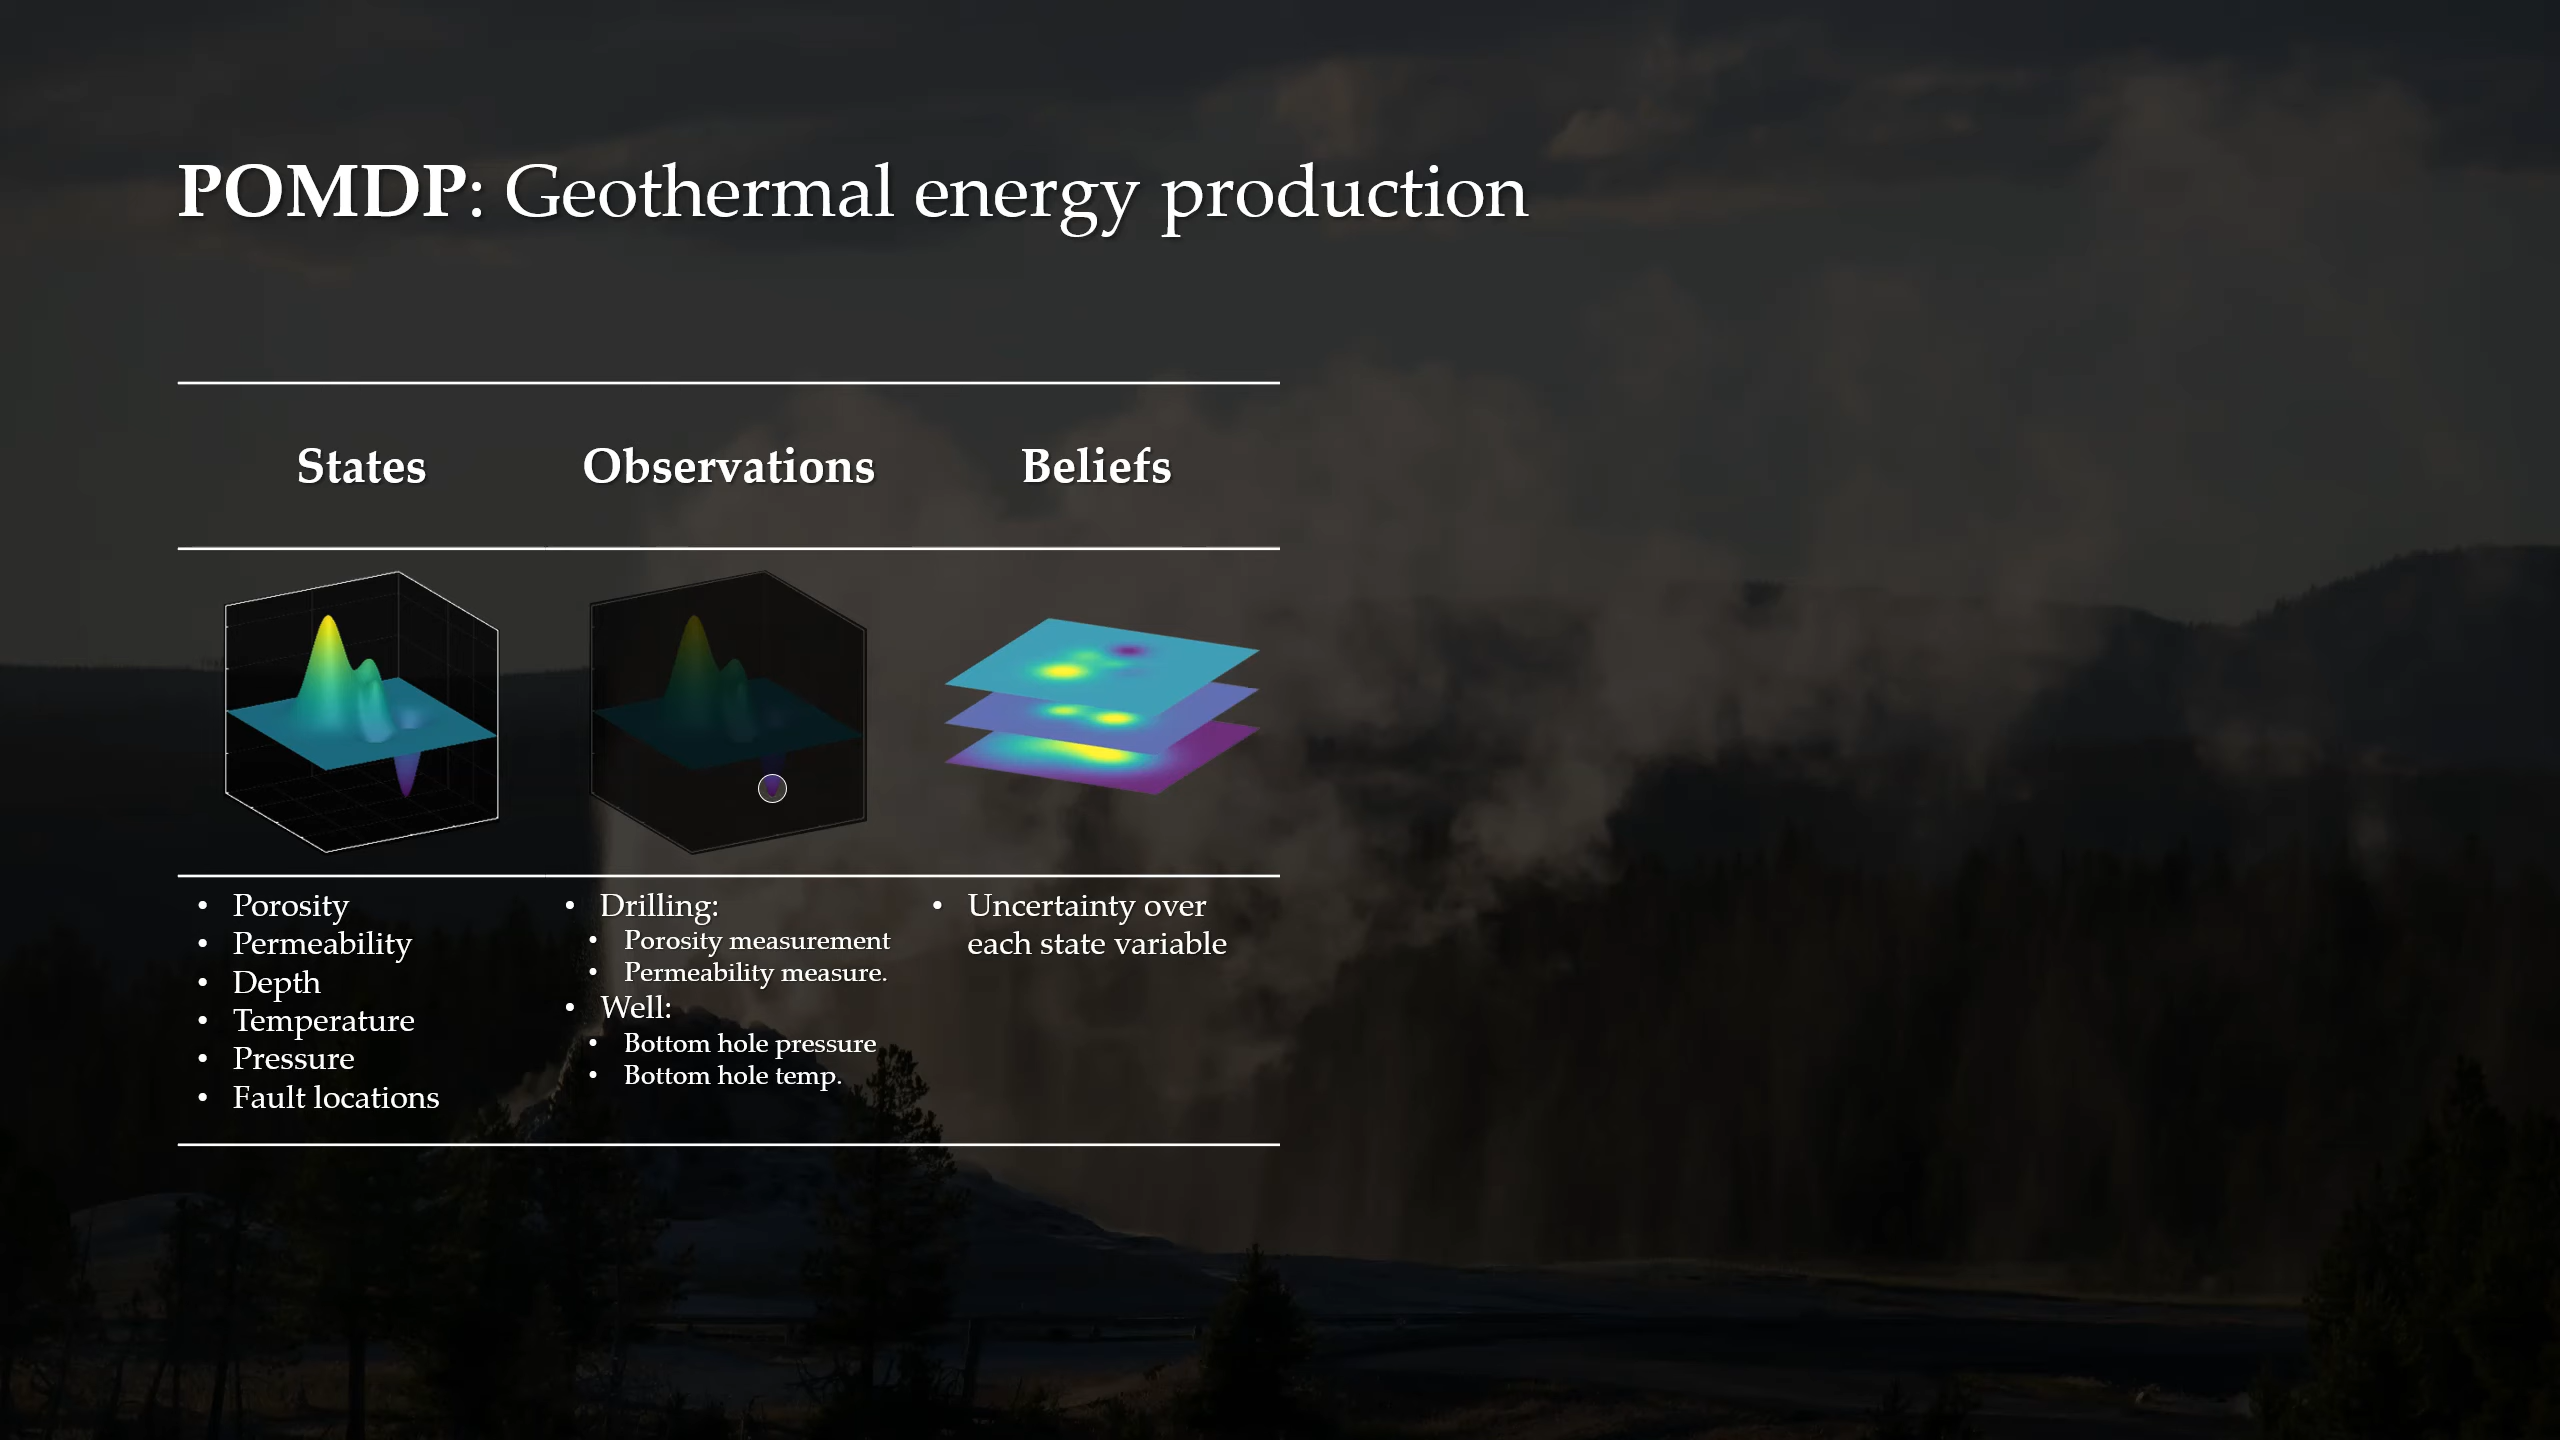 POMDP: Geothermal energy production
States
Observations
Beliefs
• Porosity
• Permeability
• Depth
• Temperature
• Pressure
• Fault locations
• Drilling:
• Porosity measurement
• Permeability measure.
• Well:
• Bottom hole pressure
• Bottom hole temp.
• Uncertainty over
each state variable